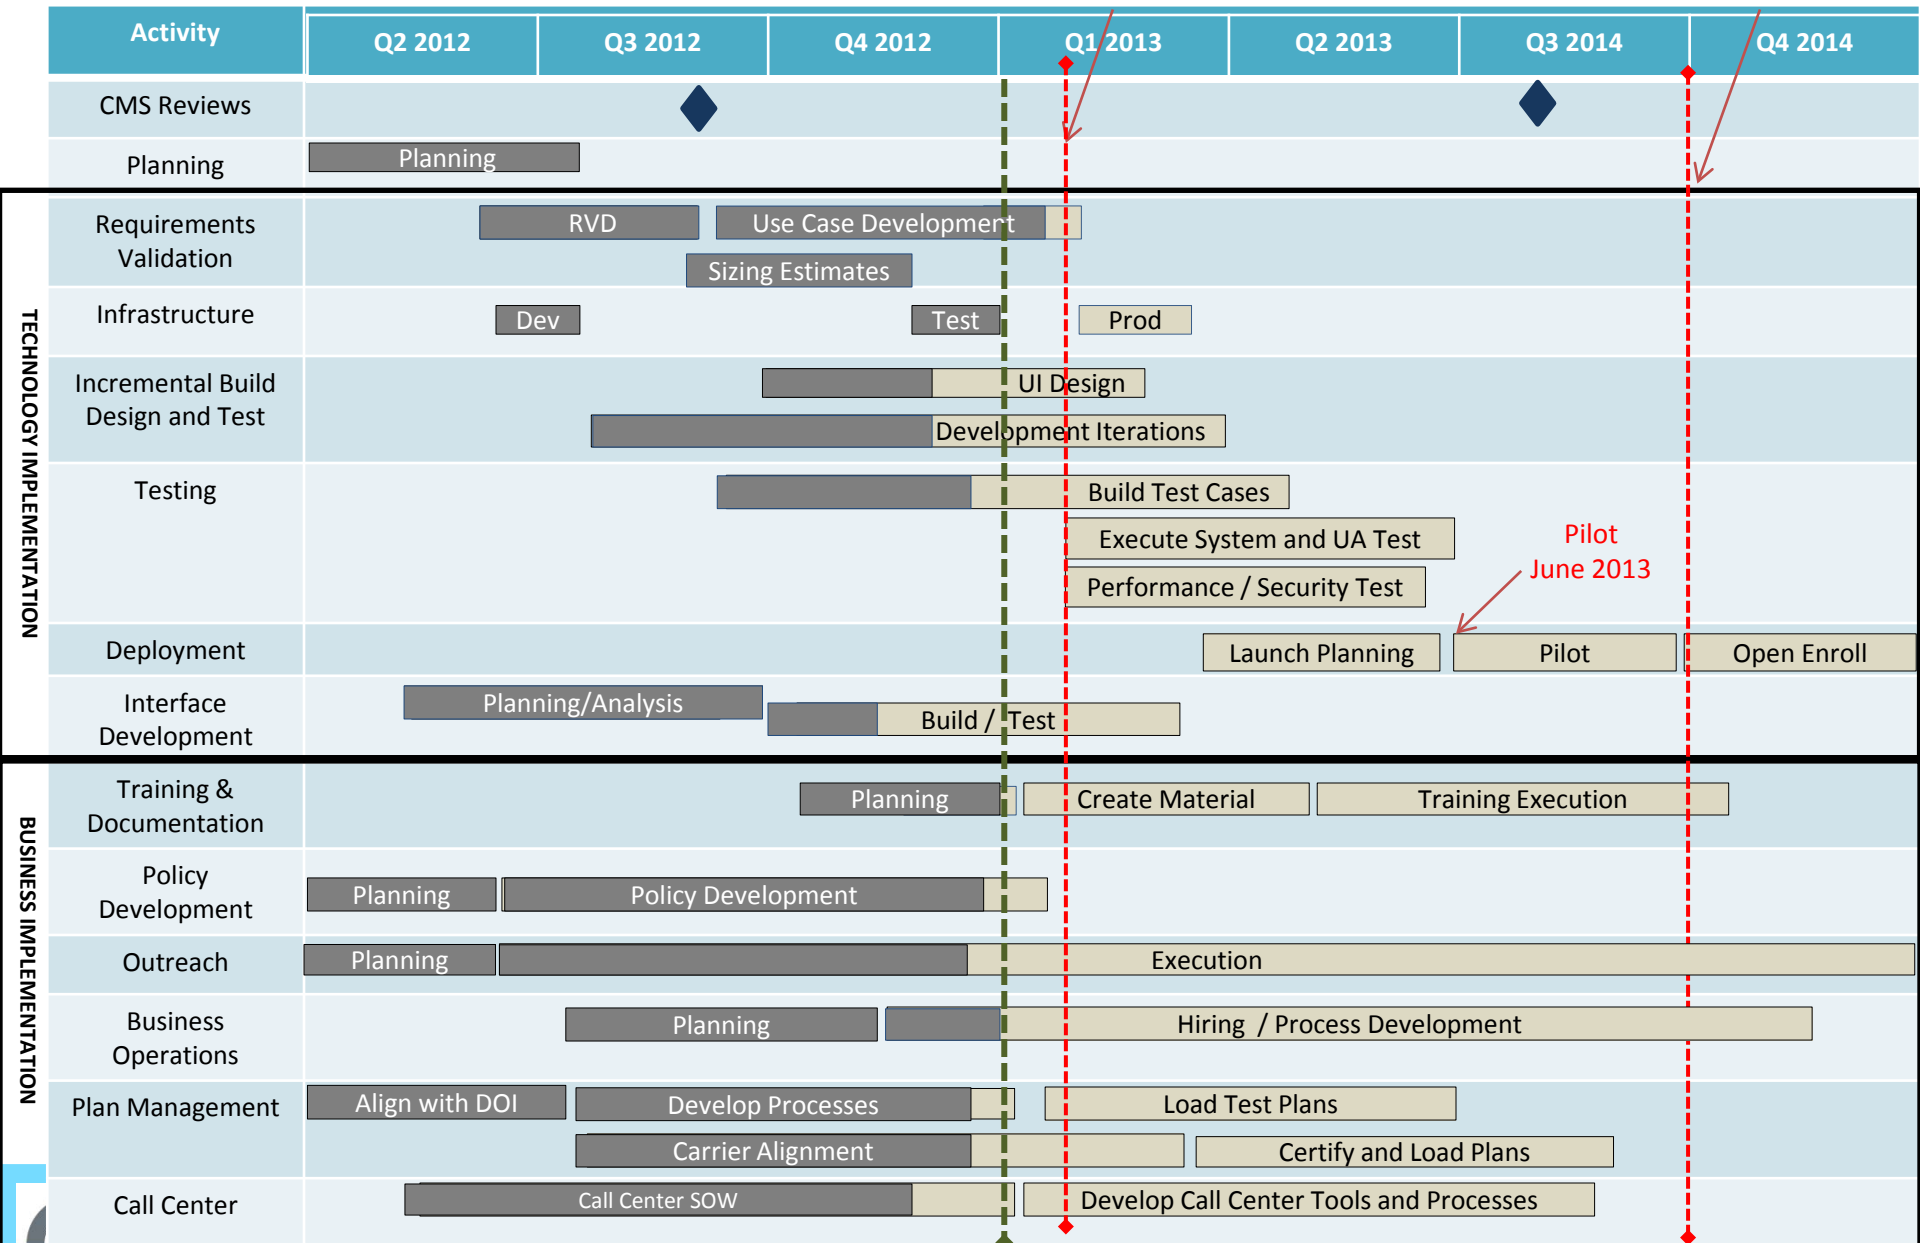 Activity
Q2 2012
Q3 2012
Q4 2012
Q1 2013
Q2 2013
Q3 2014
Q4 2014
CMS Reviews
Planning
Planning
TECHNOLOGY IMPLEMENTATION
Requirements
Validation
RVD
Use Case Development
Sizing Estimates
Infrastructure
Dev
Test
Prod
Incremental Build
Design and Test
UI Design
Development Iterations
Testing
Build Test Cases
Execute System and UA Test
Performance / Security Test
Pilot
June 2013
Deployment
Launch Planning
Pilot
Open Enroll
Interface
Development
Planning/Analysis
Build / Test
BUSINESS IMPLEMENTATION
Training &
Documentation
Planning
Create Material
Training Execution
Policy
Development
Planning
Policy Development
Outreach
Planning
Execution
Business
Operations
Planning
Hiring / Process Development
Plan Management
Align with DOI
Develop Processes
Load Test Plans
Carrier Alignment
Certify and Load Plans
Call Center
Call Center SOW
Develop Call Center Tools and Processes